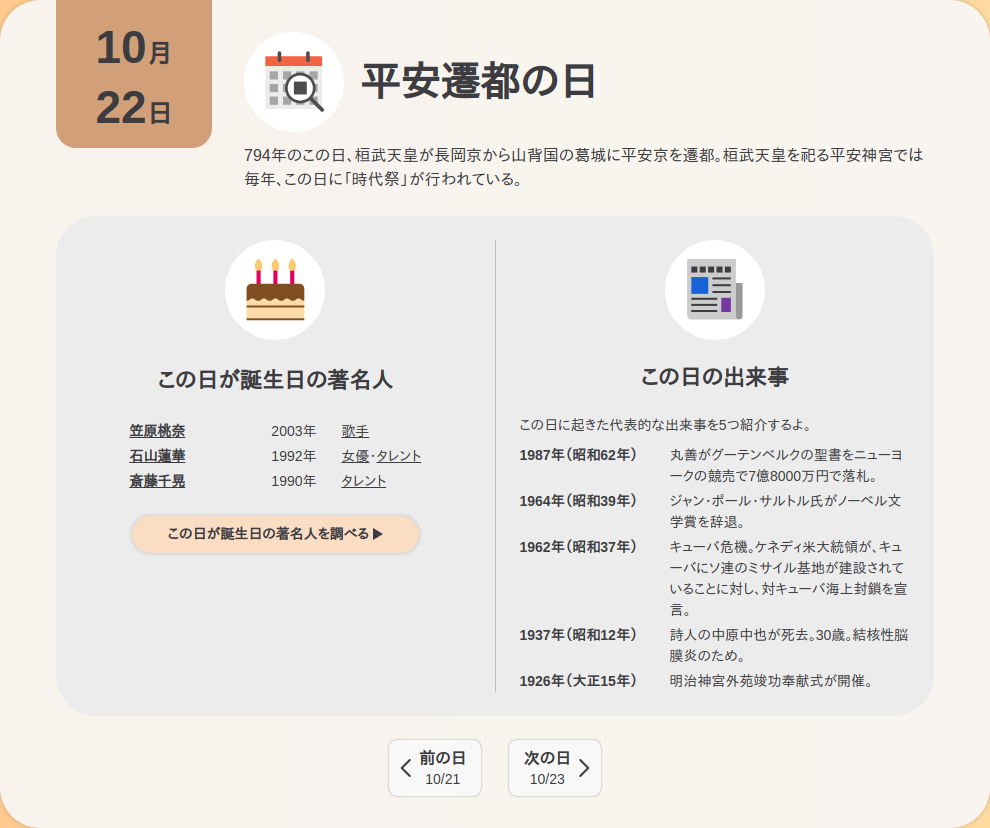 10月
22日
平安遷都の日
794年のこの日、桓武天皇が長岡京から山背国の葛城に平安京を遷都。桓武天皇を祀る平安神宮では
毎年、この日に「時代祭」が行われている。
この日が誕生日の著名人
笠原桃奈 2003年 歌手
石山蓮華 1992年 女優・タレント
斎藤千晃 1990年 タレント
この日が誕生日の著名人を調べる▶
この日の出来事
この日に起きた代表的な出来事を5つ紹介するよ。
1987年（昭和62年） 丸善がグーテンベルクの聖書をニューヨ
ークの競売で7億8000万円で落札。
1964年（昭和39年） ジャン・ポール・サルトル氏がノーベル文
学賞を辞退。
1962年（昭和37年） キューバ危機。ケネディ米大統領が、キュ
ーバにソ連のミサイル基地が建設されて
いることに対し、対キューバ海上封鎖を宣
言。
1937年（昭和12年） 詩人の中原中也が死去。30歳。結核性脳
膜炎のため。
1926年（大正15年） 明治神宮外苑竣功奉献式が開催。
前の日
10/21
次の日
10/23